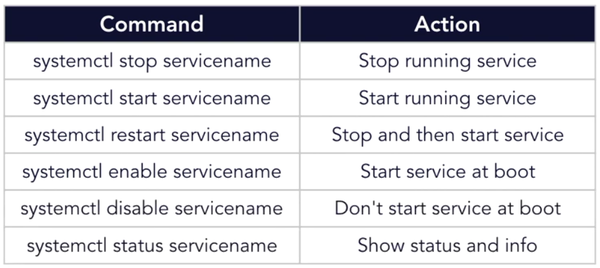 Command Action
systemctl stop servicename Stop running service
systemctl start servicename Start running service
systemctl restart servicename Stop and then start service
systemctl enable servicename Start service at boot
systemctl disable servicename Don't start service at boot
systemctl status servicename Show status and info